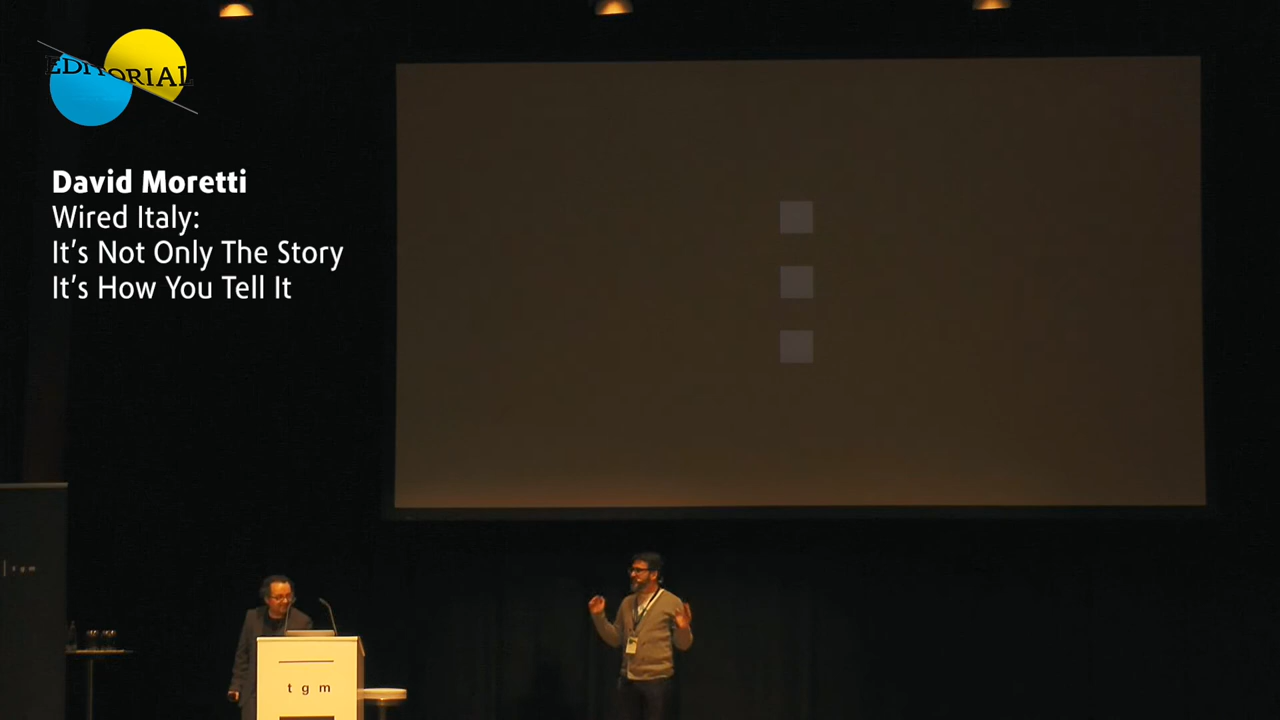 EDITORIAL
David Moretti
Wired Italy:
It's Not Only The Story
It's How You Tell It
tgm
t g m